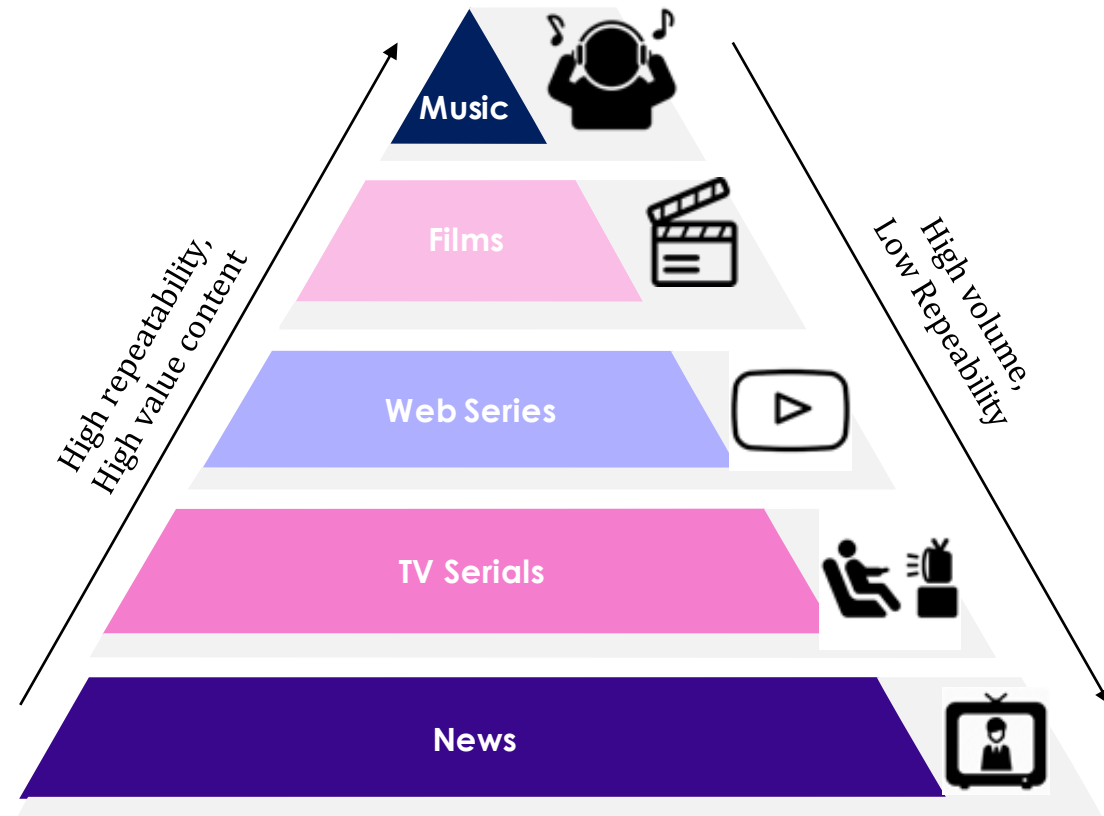 Music
Films
High repeatability,
High value content
High volume,
Low Repeability
Web Series
TV Serials
News